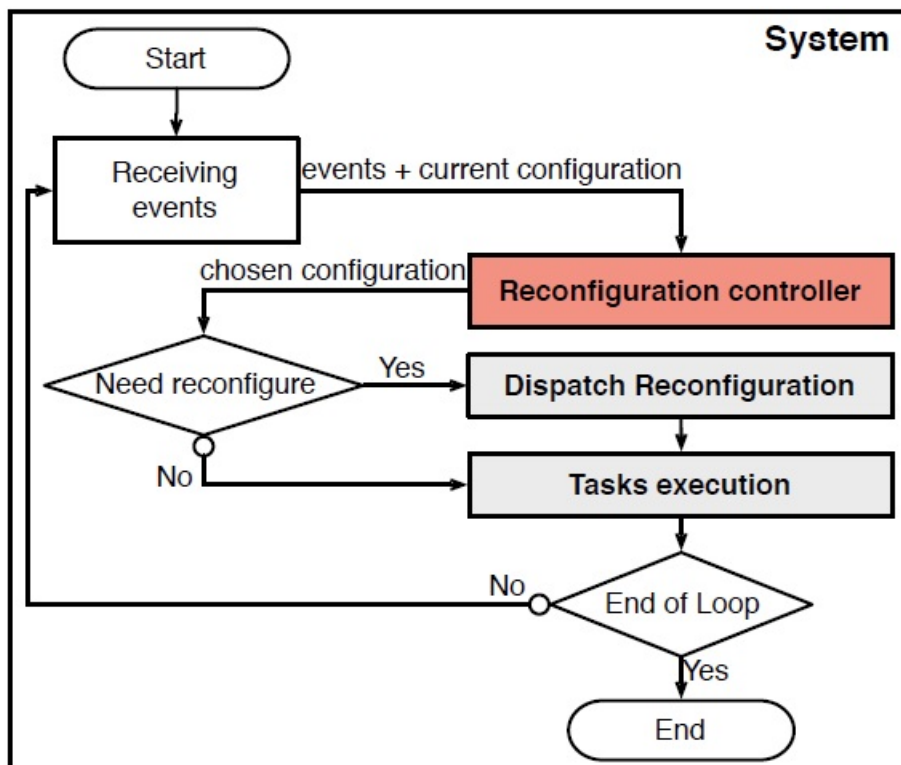 System
Start
Receiving
events
events + current configuration
Reconfiguration controller
chosen configuration
Need reconfigure
Yes
Dispatch Reconfiguration
No
Tasks execution
End of Loop
No
Yes
End